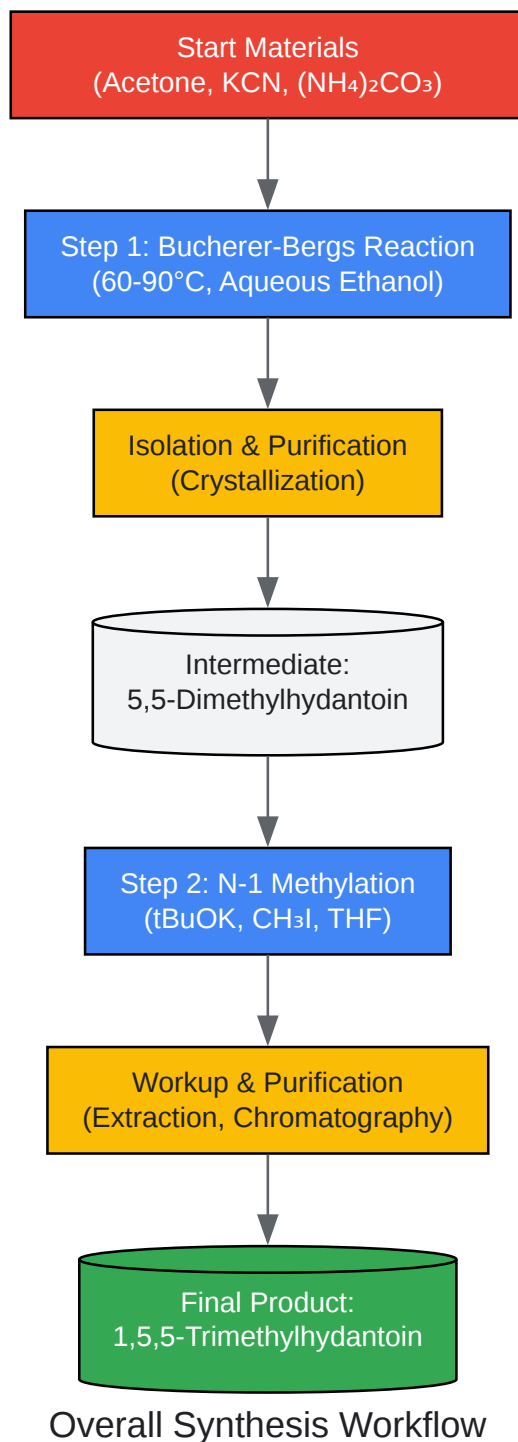 Start Materials
(Acetone, KCN, (NH₄)₂CO₃)
Step 1: Bucherer-Bergs Reaction
(60-90°C, Aqueous Ethanol)
Isolation & Purification
(Crystallization)
Intermediate:
5,5-Dimethylhydantoin
Step 2: N-1 Methylation
(tBuOK, CH₃I, THF)
Workup & Purification
(Extraction, Chromatography)
Final Product:
1,5,5-Trimethylhydantoin
Overall Synthesis Workflow